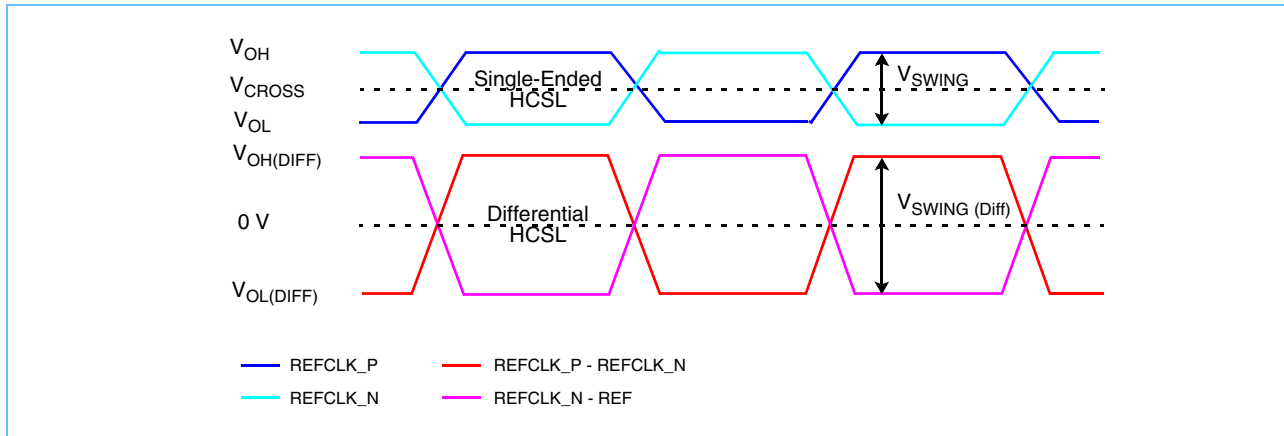 VOH
VCROSS
VOL
Single-Ended
HCSL
VSWING
VOH(DIFF)
0 V
VOL(DIFF)
Differential
HCSL
VSWING (Diff)
REFCLK_P
REFCLK_P - REFCLK_N
REFCLK_N
REFCLK_N - REF